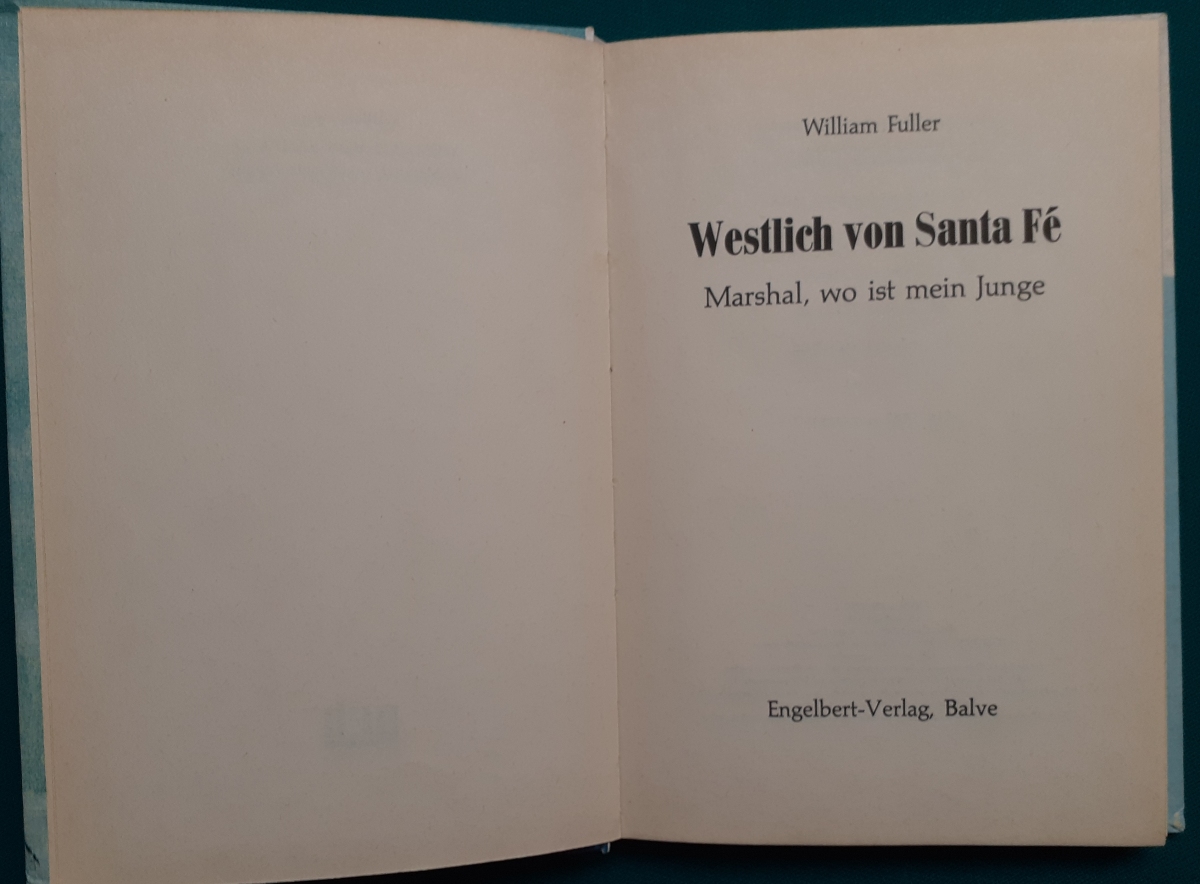 William Fuller
Westlich von Santa Fé
Marshal, wo ist mein Junge
Engelbert-Verlag, Balve